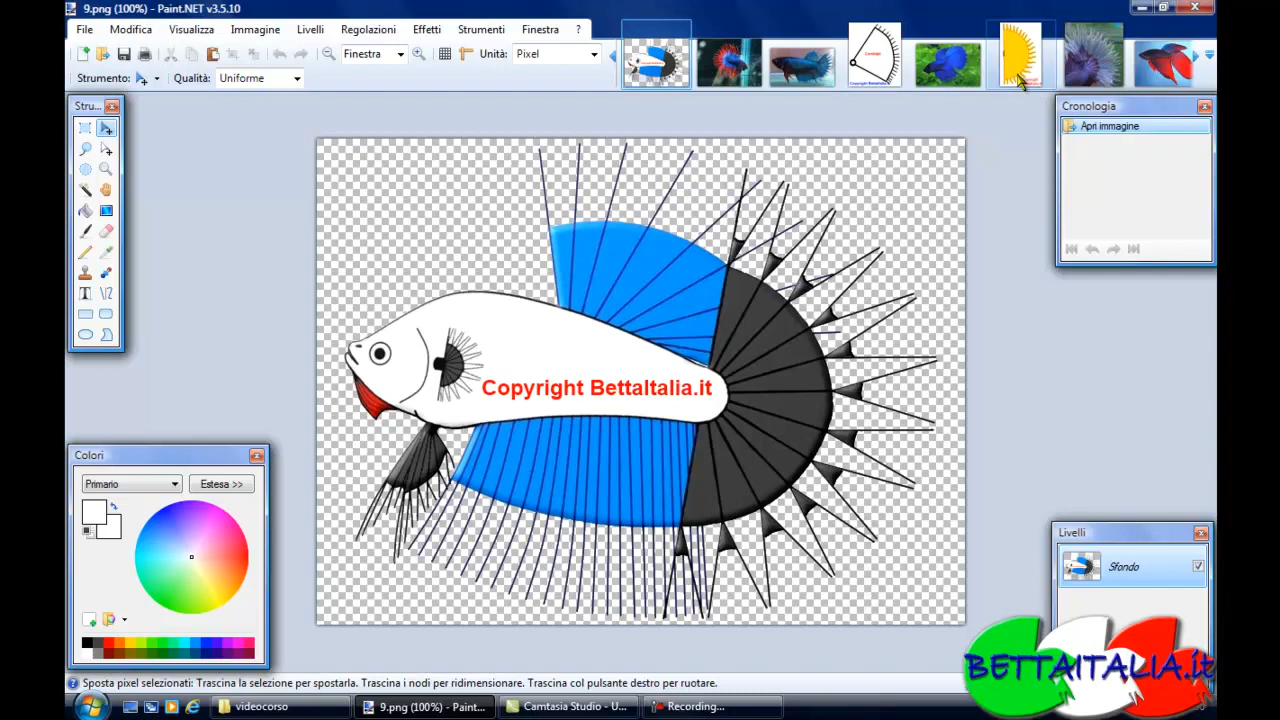 9.png (100%) - Paint.NET v3.5.10
File Modifica Visualizza Immagine Livelli Regolazioni Effetti Strumenti Finestra ?
Finestra Unità: Pixel
Strumento: Qualità: Uniforme
Stru...
Cronologia
Apri immagine
Copyright BettaItalia.it
Colori
Primario Estesa >>
Livelli
Sfondo
BETTAITALIA.it
Sposta pixel selezionati: Trascina la selezione per spostarla. Trascina i nodi per ridimensionare. Trascina col pulsante destro per ruotare.
videocorso 9.png (100%) - Paint... Camtasia Studio - U... Recording...